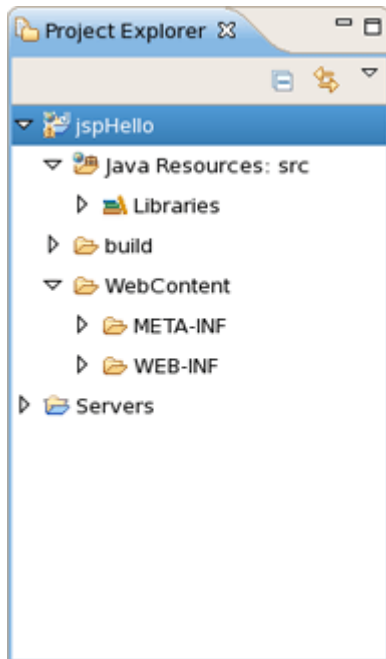 Project Explorer
jspHello
Java Resources: src
Libraries
build
WebContent
META-INF
WEB-INF
Servers